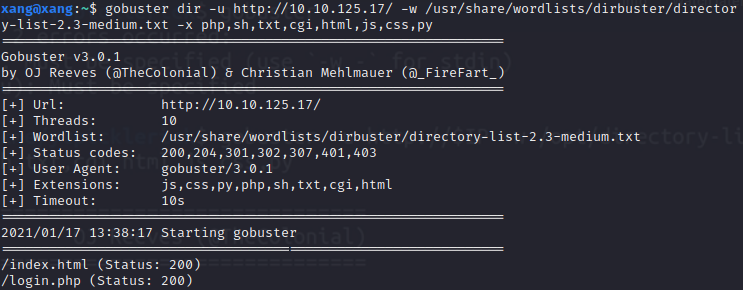 xang@xang:~$ gobuster dir -u http://10.10.125.17/ -w /usr/share/wordlists/dirbuster/director
y-list-2.3-medium.txt -x php,sh,txt,cgi,html,js,css,py
===============================================================
Gobuster v3.0.1
by OJ Reeves (@TheColonial) & Christian Mehlmauer (@_FireFart_)
===============================================================
[+] Url:            http://10.10.125.17/
[+] Threads:        10
[+] Wordlist:       /usr/share/wordlists/dirbuster/directory-list-2.3-medium.txt
[+] Status codes:   200,204,301,302,307,401,403
[+] User Agent:     gobuster/3.0.1
[+] Extensions:     js,css,py,php,sh,txt,cgi,html
[+] Timeout:        10s
===============================================================
2021/01/17 13:38:17 Starting gobuster
===============================================================
/index.html (Status: 200)
/login.php (Status: 200)